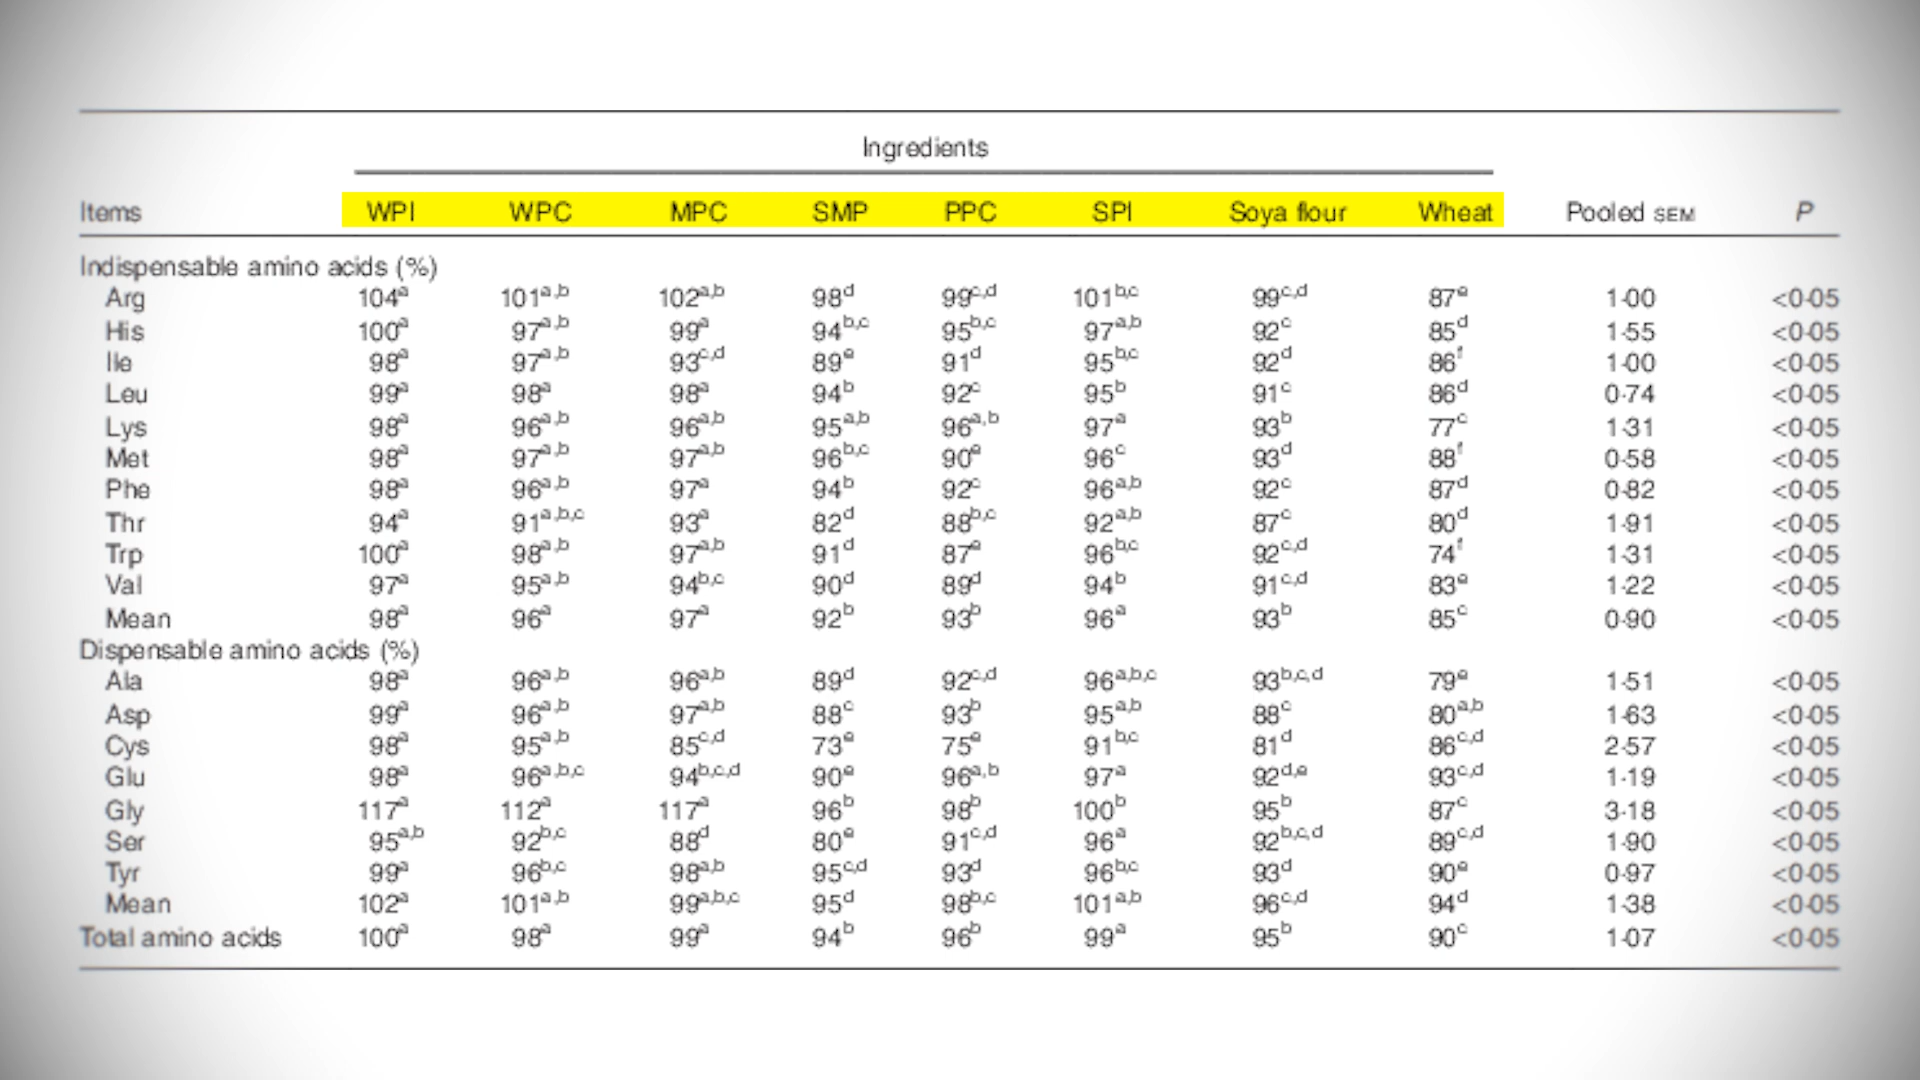 Ingredients
Items WPI WPC MPC SMP PPC SPI Soya flour Wheat Pooled SEM P
Indispensable amino acids (%)
Arg 104a 101a,b 102a,b 98d 99c,d 101b,c 99c,d 87e 1·00 <0·05
His 100a 97a,b 99a 94b,c 95b,c 97a,b 92c 85d 1·55 <0·05
Ile 98a 97a,b 93c,d 89e 91d 95b,c 92d 86f 1·00 <0·05
Leu 99a 98a 98a 94b 92c 95b 91c 86d 0·74 <0·05
Lys 98a 96a,b 96a,b 95a,b 96a,b 97a 93b 77c 1·31 <0·05
Met 98a 97a,b 97a,b 96b,c 90e 96c 93d 88f 0·58 <0·05
Phe 98a 96a,b 97a 94b 92c 96a,b 92c 87d 0·82 <0·05
Thr 94a 91a,b,c 93a 82d 88b,c 92a,b 87c 80d 1·91 <0·05
Trp 100a 98a,b 97a,b 91d 87e 96b,c 92c,d 74f 1·31 <0·05
Val 97a 95a,b 94b,c 90d 89d 94b 91c,d 83e 1·22 <0·05
Mean 98a 96a 97a 92b 93b 96a 93b 85c 0·90 <0·05
Dispensable amino acids (%)
Ala 98a 96a,b 96a,b 89d 92c,d 96a,b,c 93b,c,d 79e 1·51 <0·05
Asp 99a 96a,b 97a,b 88c 93b 95a,b 88c 80a,b 1·63 <0·05
Cys 98a 95a,b 85c,d 73e 75e 91b,c 81d 86c,d 2·57 <0·05
Glu 98a 96a,b,c 94b,c,d 90e 96a,b 97a 92d,e 93c,d 1·19 <0·05
Gly 117a 112a 117a 96b 98b 100b 95b 87c 3·18 <0·05
Ser 95a,b 92b,c 88d 80e 91c,d 96a 92b,c,d 89c,d 1·90 <0·05
Tyr 99a 96b,c 98a,b 95c,d 93d 96b,c 93d 90e 0·97 <0·05
Mean 102a 101a,b 99a,b,c 95d 98b,c 101a,b 96c,d 94d 1·38 <0·05
Total amino acids 100a 98a 99a 94b 96b 99a 95b 90c 1·07 <0·05